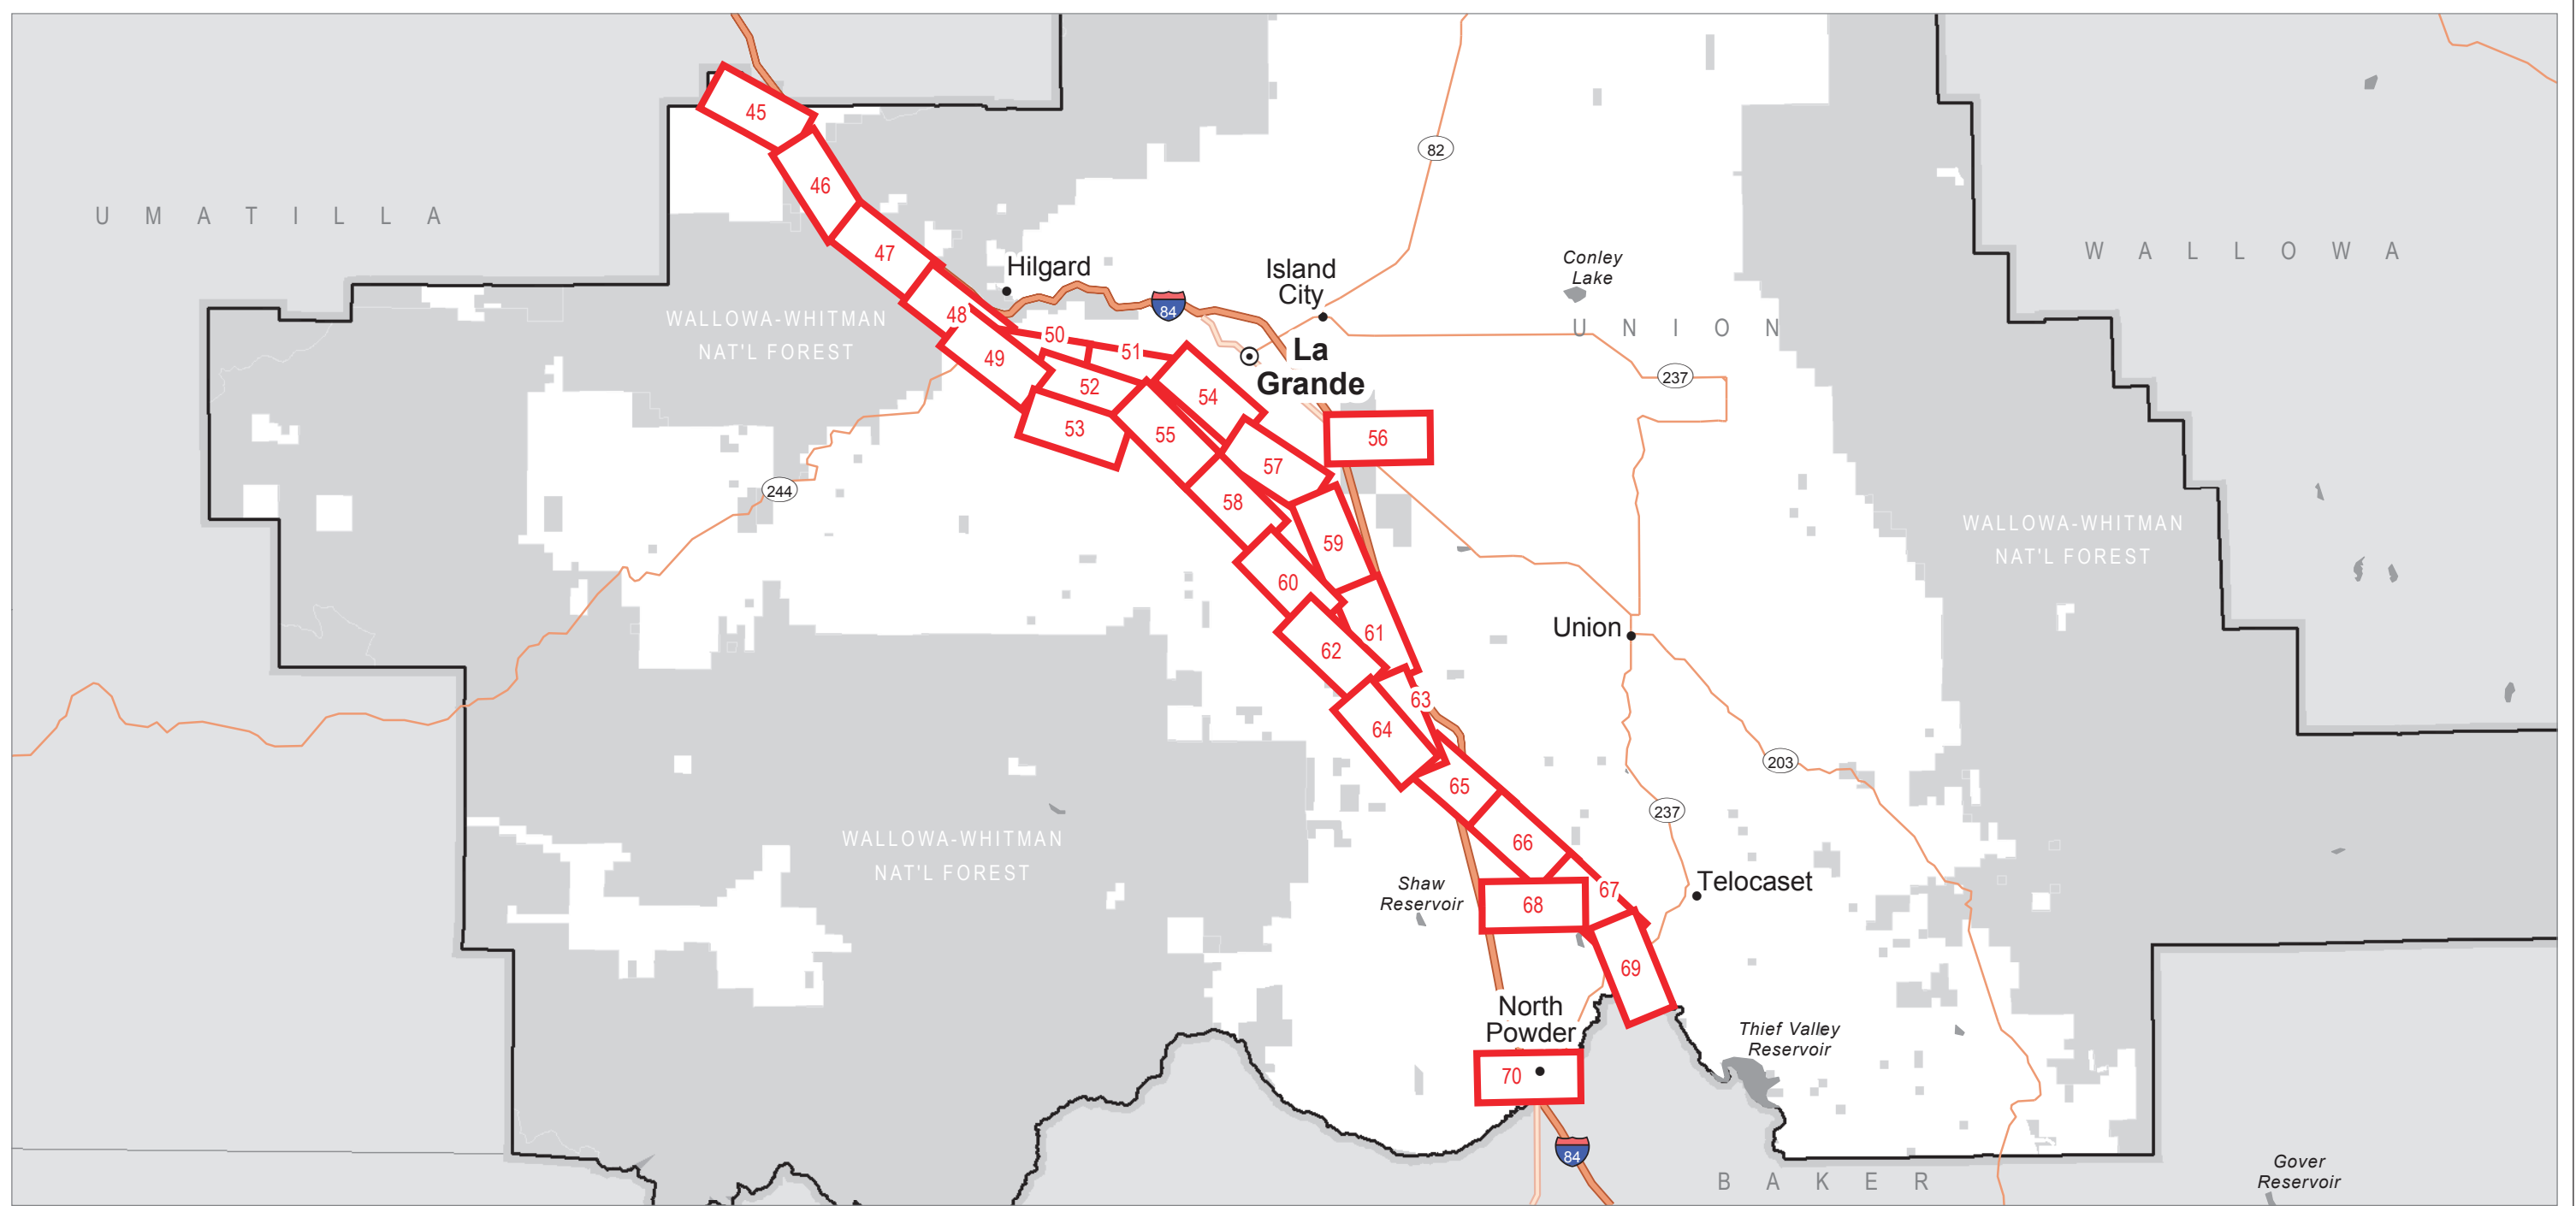 45
82
46
U M A T I L L A
W A L L O W A
47
Hilgard
Island
City
Conley
Lake
84
48
WALLOWA-WHITMAN
NAT'L FOREST
U N I O N
50
51
49
La
Grande
52
54
237
53
55
56
57
244
58
WALLOWA-WHITMAN
NAT'L FOREST
59
60
61
Union
62
63
64
203
65
237
66
WALLOWA-WHITMAN
NAT'L FOREST
Shaw
Reservoir
67
Telocaset
68
69
North
Powder
Thief Valley
Reservoir
70
84
B A K E R
Gover
Reservoir